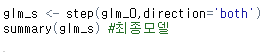 glm_s <- step(glm_0,direction='both')
summary(glm_s) #최종모델